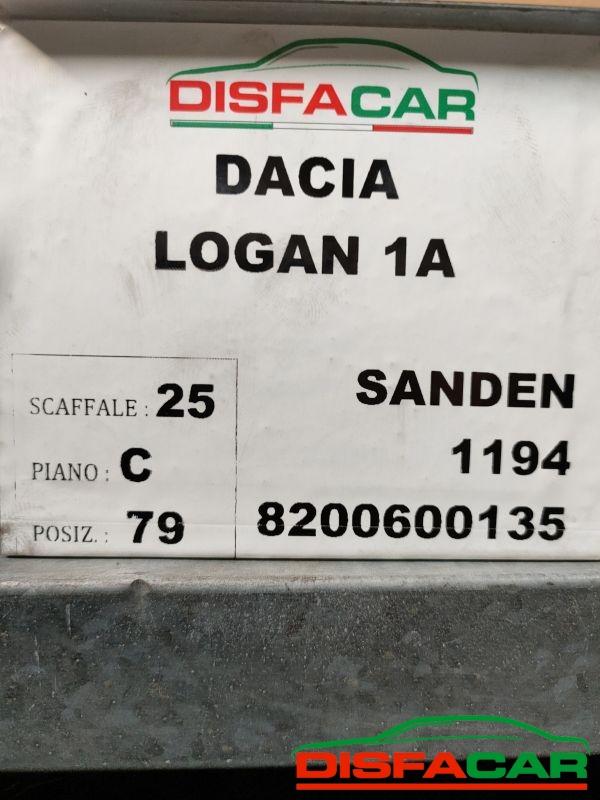 DISFACAR
DACIA
LOGAN 1A
SCAFFALE : 25
PIANO : C
POSIZ. : 79
SANDEN
1194
8200600135
DISFACAR